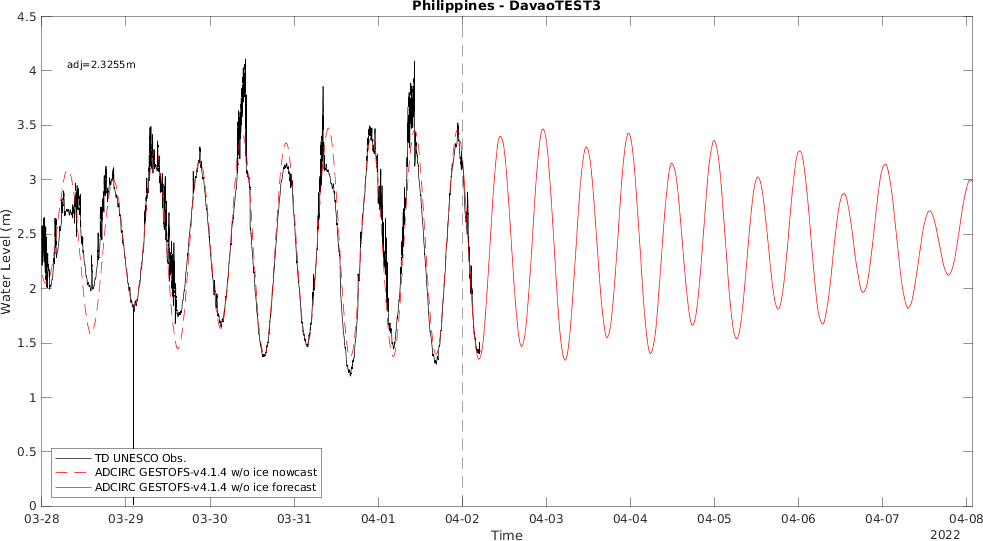 Philippines - DavaoTEST3
4.5
4
3.5
3
2.5
2
1.5
1
0.5
0
Water Level (m)
adj=2.3255m
TD UNESCO Obs.
ADCIRC GESTOFS-v4.1.4 w/o ice nowcast
ADCIRC GESTOFS-v4.1.4 w/o ice forecast
03-28 03-29 03-30 03-31 04-01 04-02 04-03 04-04 04-05 04-06 04-07 04-08
Time
2022